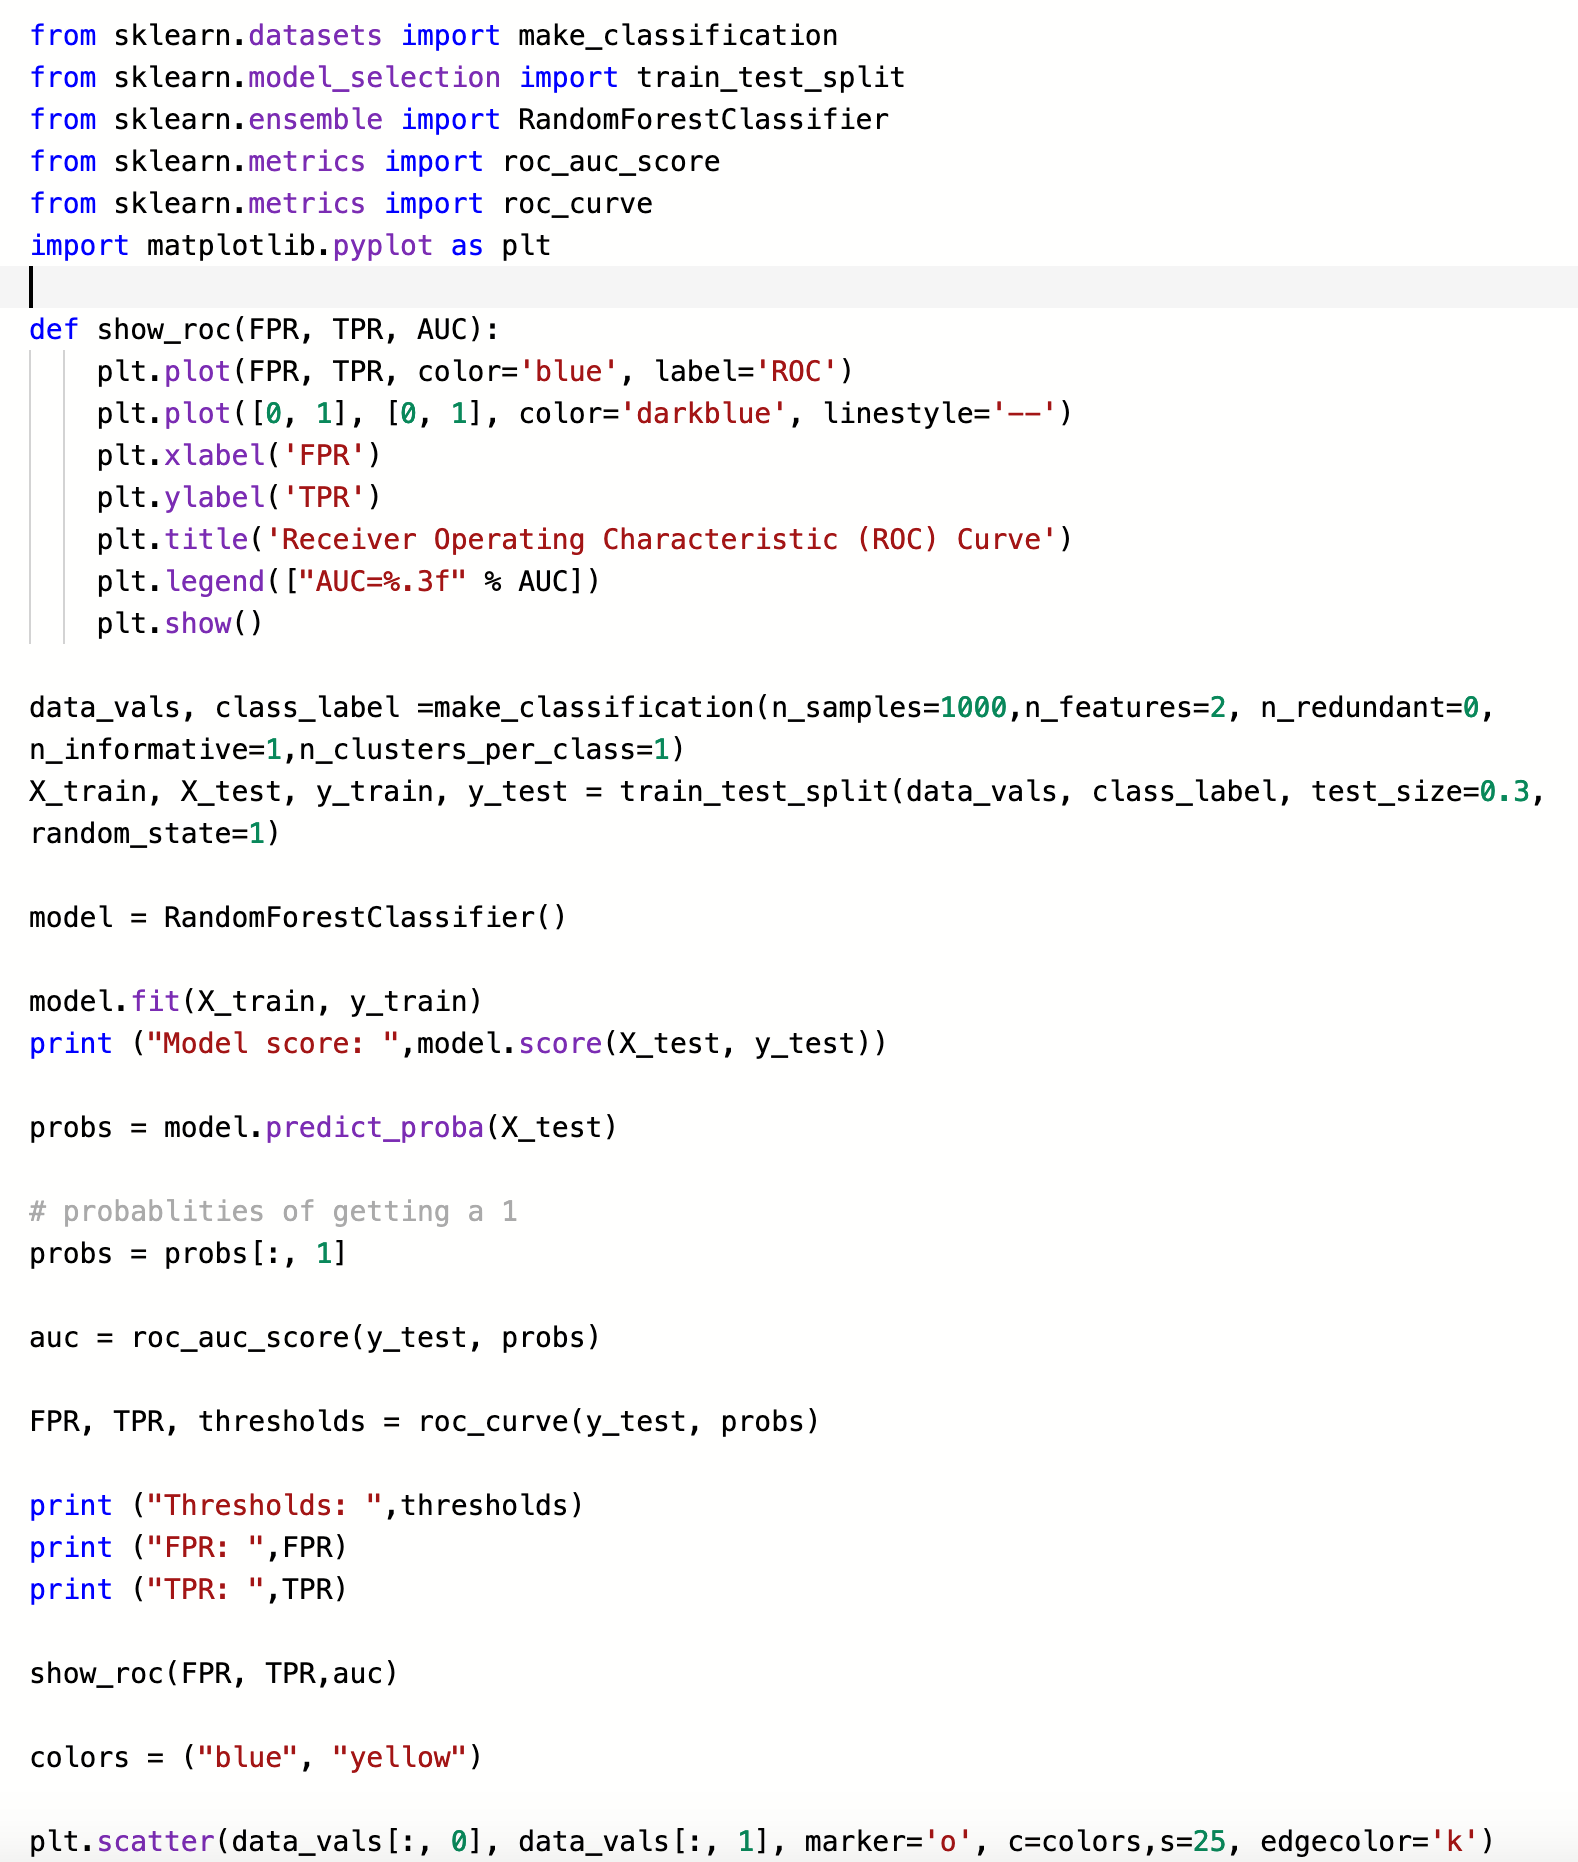 from sklearn.datasets import make_classification
from sklearn.model_selection import train_test_split
from sklearn.ensemble import RandomForestClassifier
from sklearn.metrics import roc_auc_score
from sklearn.metrics import roc_curve
import matplotlib.pyplot as plt
def show_roc(FPR, TPR, AUC):
    plt.plot(FPR, TPR, color='blue', label='ROC')
    plt.plot([0, 1], [0, 1], color='darkblue', linestyle='--')
    plt.xlabel('FPR')
    plt.ylabel('TPR')
    plt.title('Receiver Operating Characteristic (ROC) Curve')
    plt.legend(["AUC=%.3f" % AUC])
    plt.show()
data_vals, class_label =make_classification(n_samples=1000,n_features=2, n_redundant=0,
n_informative=1,n_clusters_per_class=1)
X_train, X_test, y_train, y_test = train_test_split(data_vals, class_label, test_size=0.3,
random_state=1)
model = RandomForestClassifier()
model.fit(X_train, y_train)
print ("Model score: ",model.score(X_test, y_test))
probs = model.predict_proba(X_test)
# probablities of getting a 1
probs = probs[:, 1]
auc = roc_auc_score(y_test, probs)
FPR, TPR, thresholds = roc_curve(y_test, probs)
print ("Thresholds: ",thresholds)
print ("FPR: ",FPR)
print ("TPR: ",TPR)
show_roc(FPR, TPR,auc)
colors = ("blue", "yellow")
plt.scatter(data_vals[:, 0], data_vals[:, 1], marker='o', c=colors,s=25, edgecolor='k')